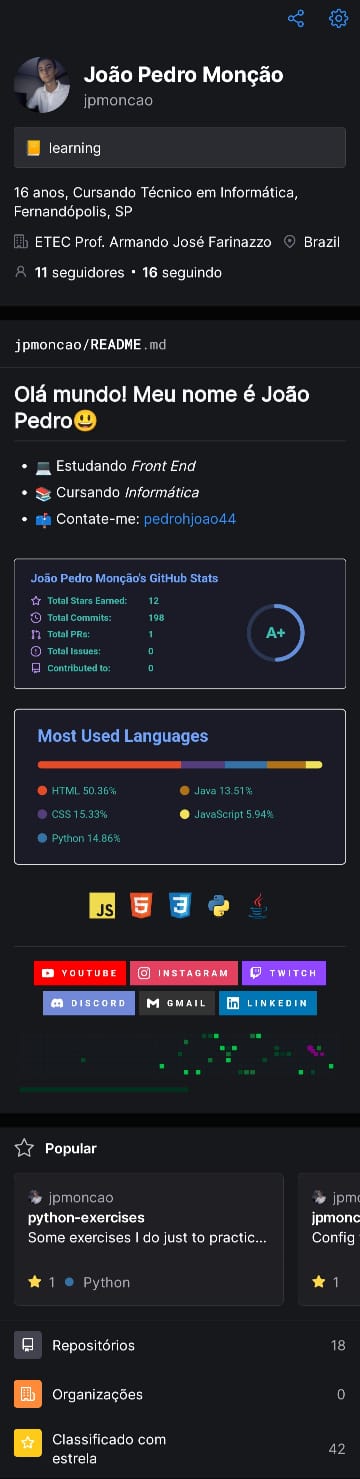 João Pedro Monção
jpmoncao
learning
16 anos, Cursando Técnico em Informática,
Fernandópolis, SP
ETEC Prof. Armando José Farinazzo Brazil
11 seguidores • 16 seguindo
jpmoncao/README.md
Olá mundo! Meu nome é João
Pedro😃
• 💻 Estudando Front End
• 📚 Cursando Informática
• 📫 Contate-me: pedrohjoao44
João Pedro Monção's GitHub Stats
Total Stars Earned: 12
Total Commits: 198
Total PRs: 1
Total Issues: 0
Contributed to: 0
A+
Most Used Languages
HTML 50.36% Java 13.51%
CSS 15.33% JavaScript 5.94%
Python 14.86%
JS 5 3
YOUTUBE INSTAGRAM TWITCH
DISCORD GMAIL LINKEDIN
Popular
jpmoncao
python-exercises
Some exercises I do just to practic...
1 Python
jpmo
jpmonc
Config
1
Repositórios 18
Organizações 0
Classificado com
estrela 42